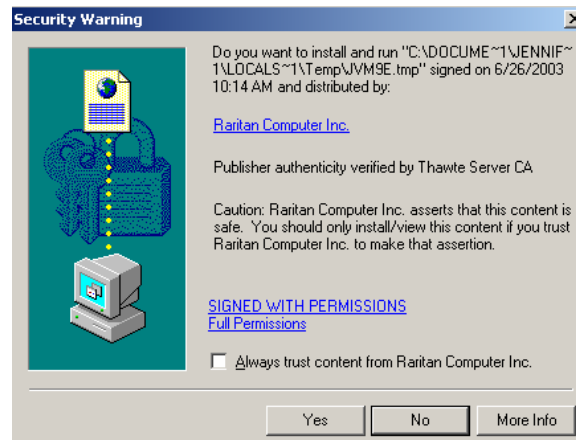 Security Warning
Do you want to install and run "C:\DOCUME~1\JENNIF~
1\LOCALS~1\Temp\JVM9E.tmp" signed on 6/26/2003
10:14 AM and distributed by:
Raritan Computer Inc.
Publisher authenticity verified by Thawte Server CA
Caution: Raritan Computer Inc. asserts that this content is
safe. You should only install/view this content if you trust
Raritan Computer Inc. to make that assertion.
SIGNED WITH PERMISSIONS
Full Permissions
Always trust content from Raritan Computer Inc.
Yes No More Info